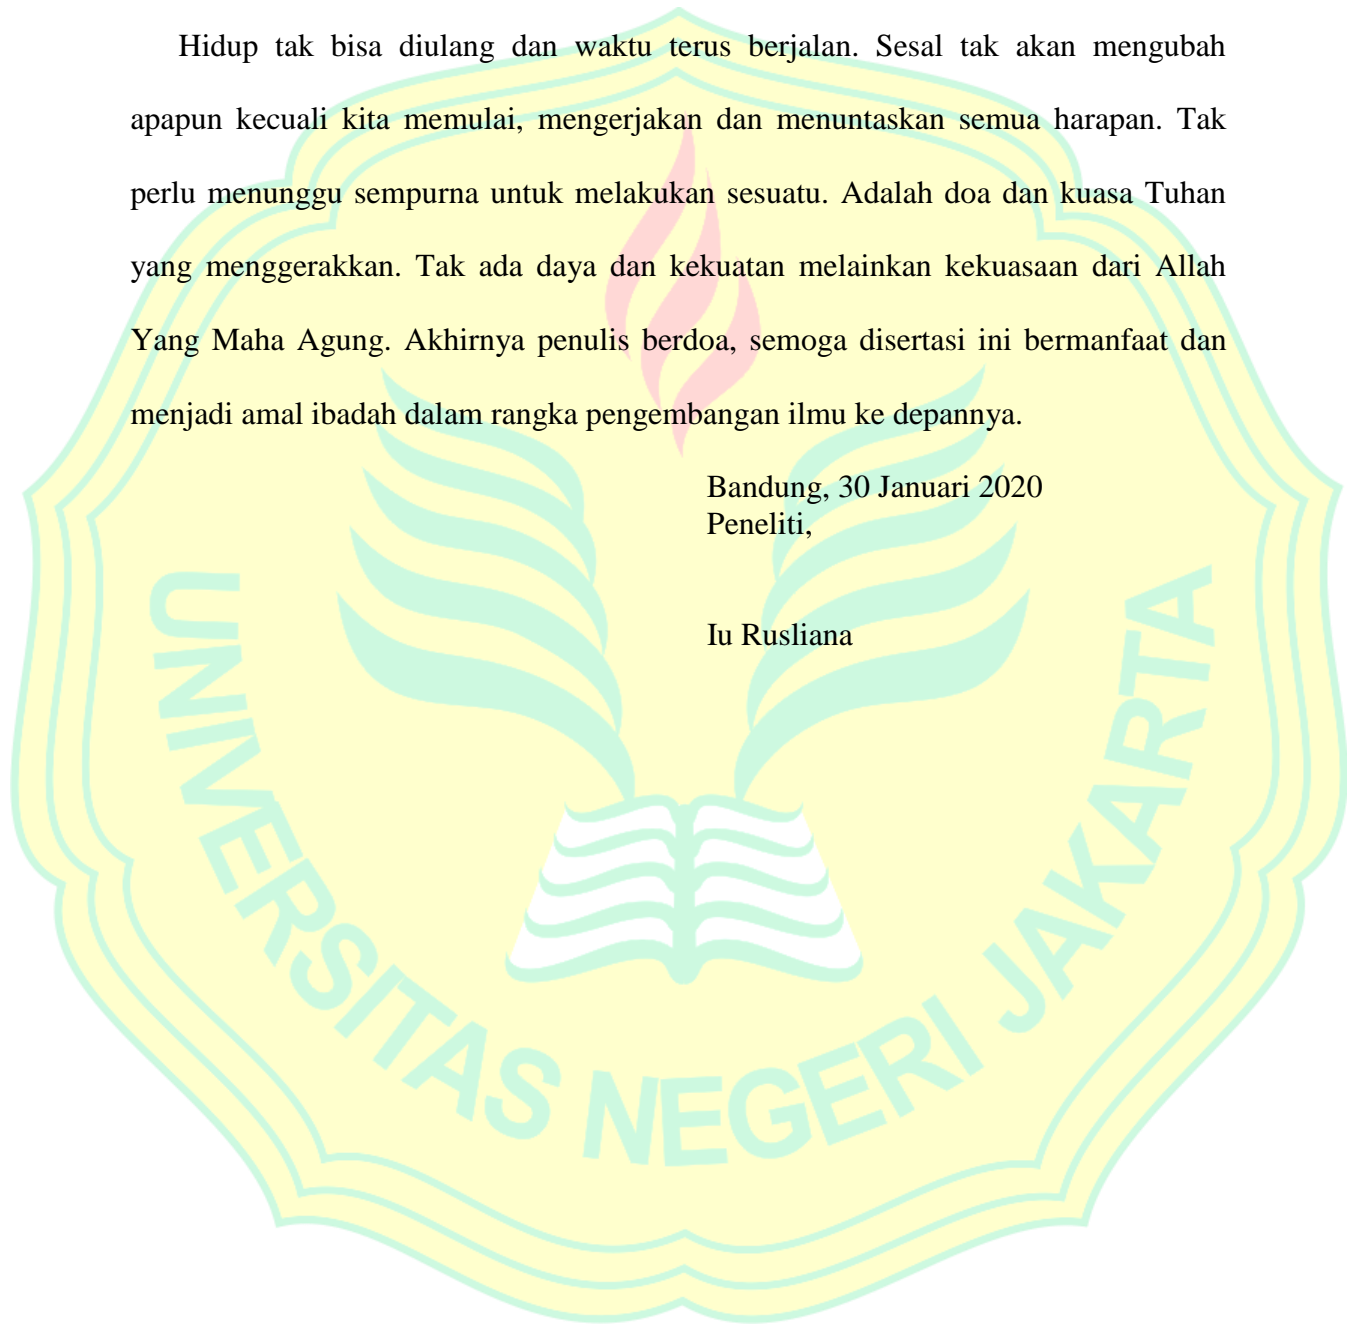 Hidup tak bisa diulang dan waktu terus berjalan. Sesal tak akan mengubah
apapun kecuali kita memulai, mengerjakan dan menuntaskan semua harapan. Tak
perlu menunggu sempurna untuk melakukan sesuatu. Adalah doa dan kuasa Tuhan
yang menggerakkan. Tak ada daya dan kekuatan melainkan kekuasaan dari Allah
Yang Maha Agung. Akhirnya penulis berdoa, semoga disertasi ini bermanfaat dan
menjadi amal ibadah dalam rangka pengembangan ilmu ke depannya.
Bandung, 30 Januari 2020
Peneliti,
Iu Rusliana
UNIVERSITAS NEGERI JAKARTA